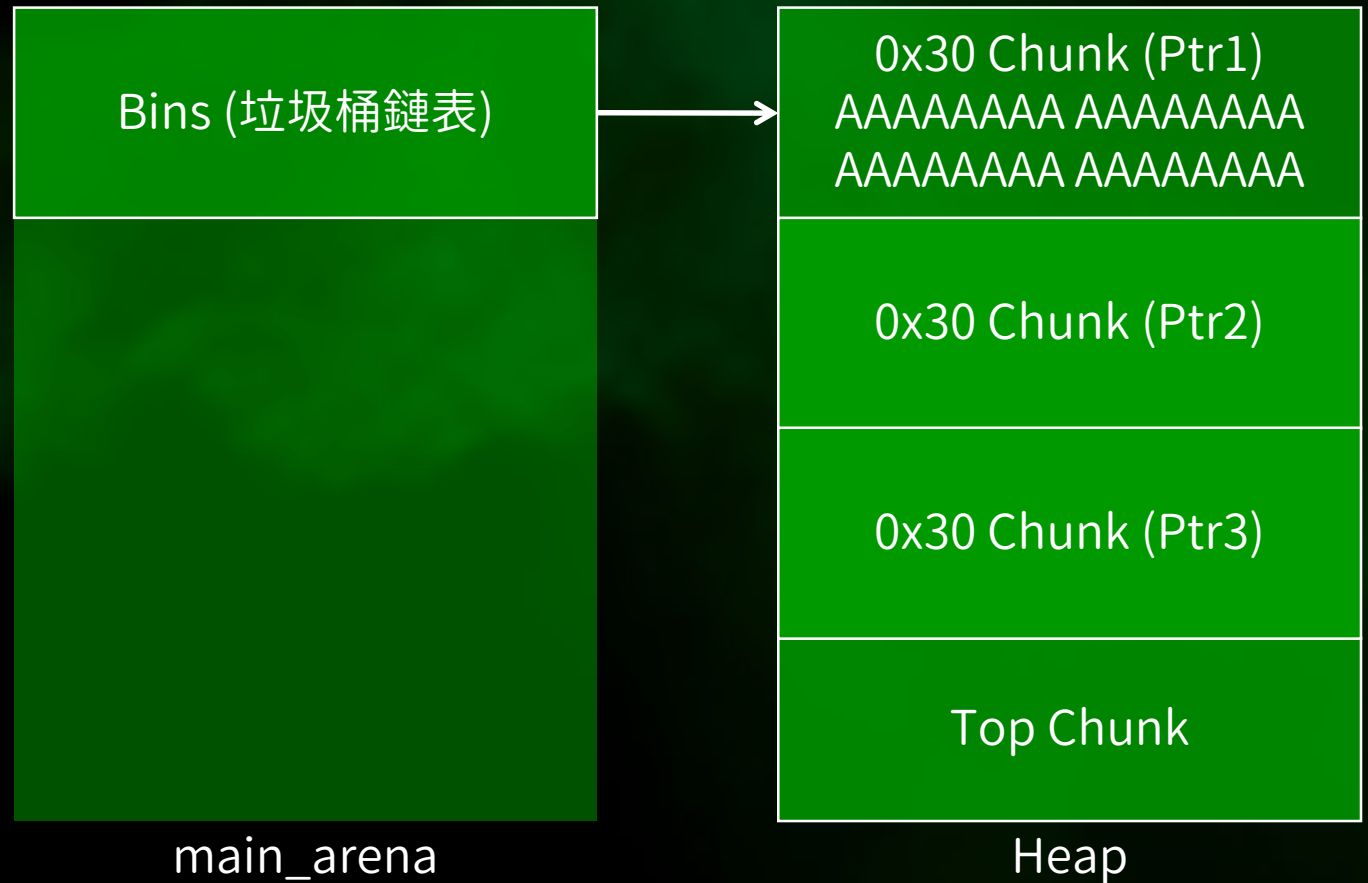 Bins (垃圾桶鏈表)
0x30 Chunk (Ptr1)
AAAAAAAA AAAAAAAA
AAAAAAAA AAAAAAAA
0x30 Chunk (Ptr2)
0x30 Chunk (Ptr3)
Top Chunk
main_arena
Heap